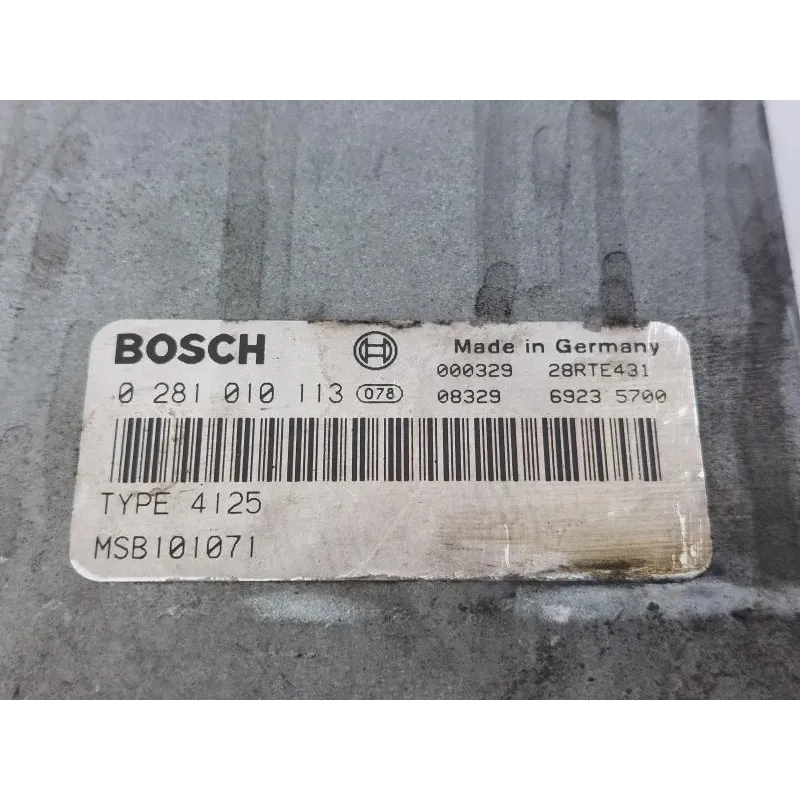 BOSCH Made in Germany
000329 28RTE431
0 281 010 113 078 08329 6923 5700
TYPE 4125
MSB101071